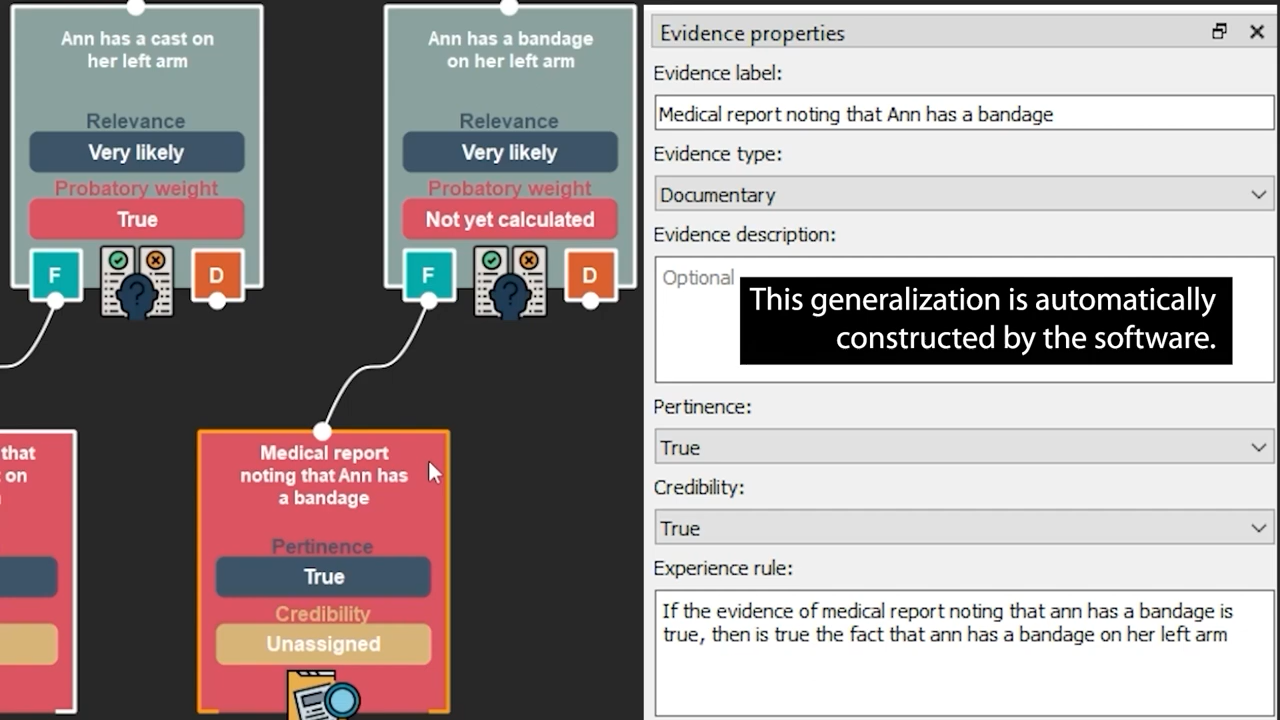 Ann has a cast on
her left arm
Relevance
Very likely
Probatory weight
True
F
D
Ann has a bandage
on her left arm
Relevance
Very likely
Probatory weight
Not yet calculated
F
D
that
on
Medical report
noting that Ann has
a bandage
Pertinence
True
Credibility
Unassigned
Evidence properties
Evidence label:
Medical report noting that Ann has a bandage
Evidence type:
Documentary
Evidence description:
Optional
This generalization is automatically
constructed by the software.
Pertinence:
True
Credibility:
True
Experience rule:
If the evidence of medical report noting that ann has a bandage is
true, then is true the fact that ann has a bandage on her left arm